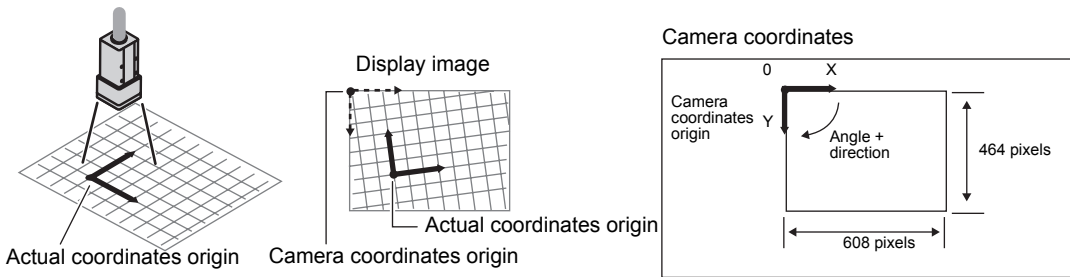 Camera coordinates
Display image
0 X
Camera
coordinates
origin
Y
Angle +
direction
464 pixels
608 pixels
Actual coordinates origin
Actual coordinates origin
Camera coordinates origin